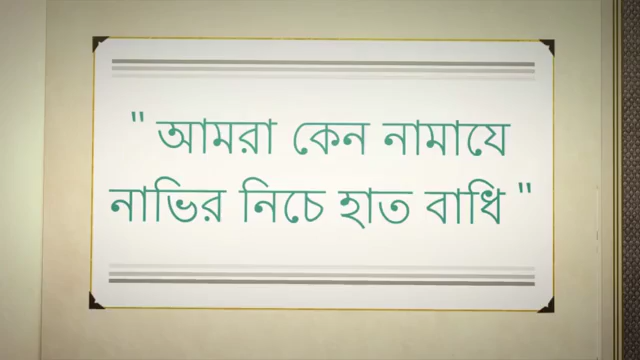 " আমরা কেন নামাযে
নাভির নিচে হাত বাধি "